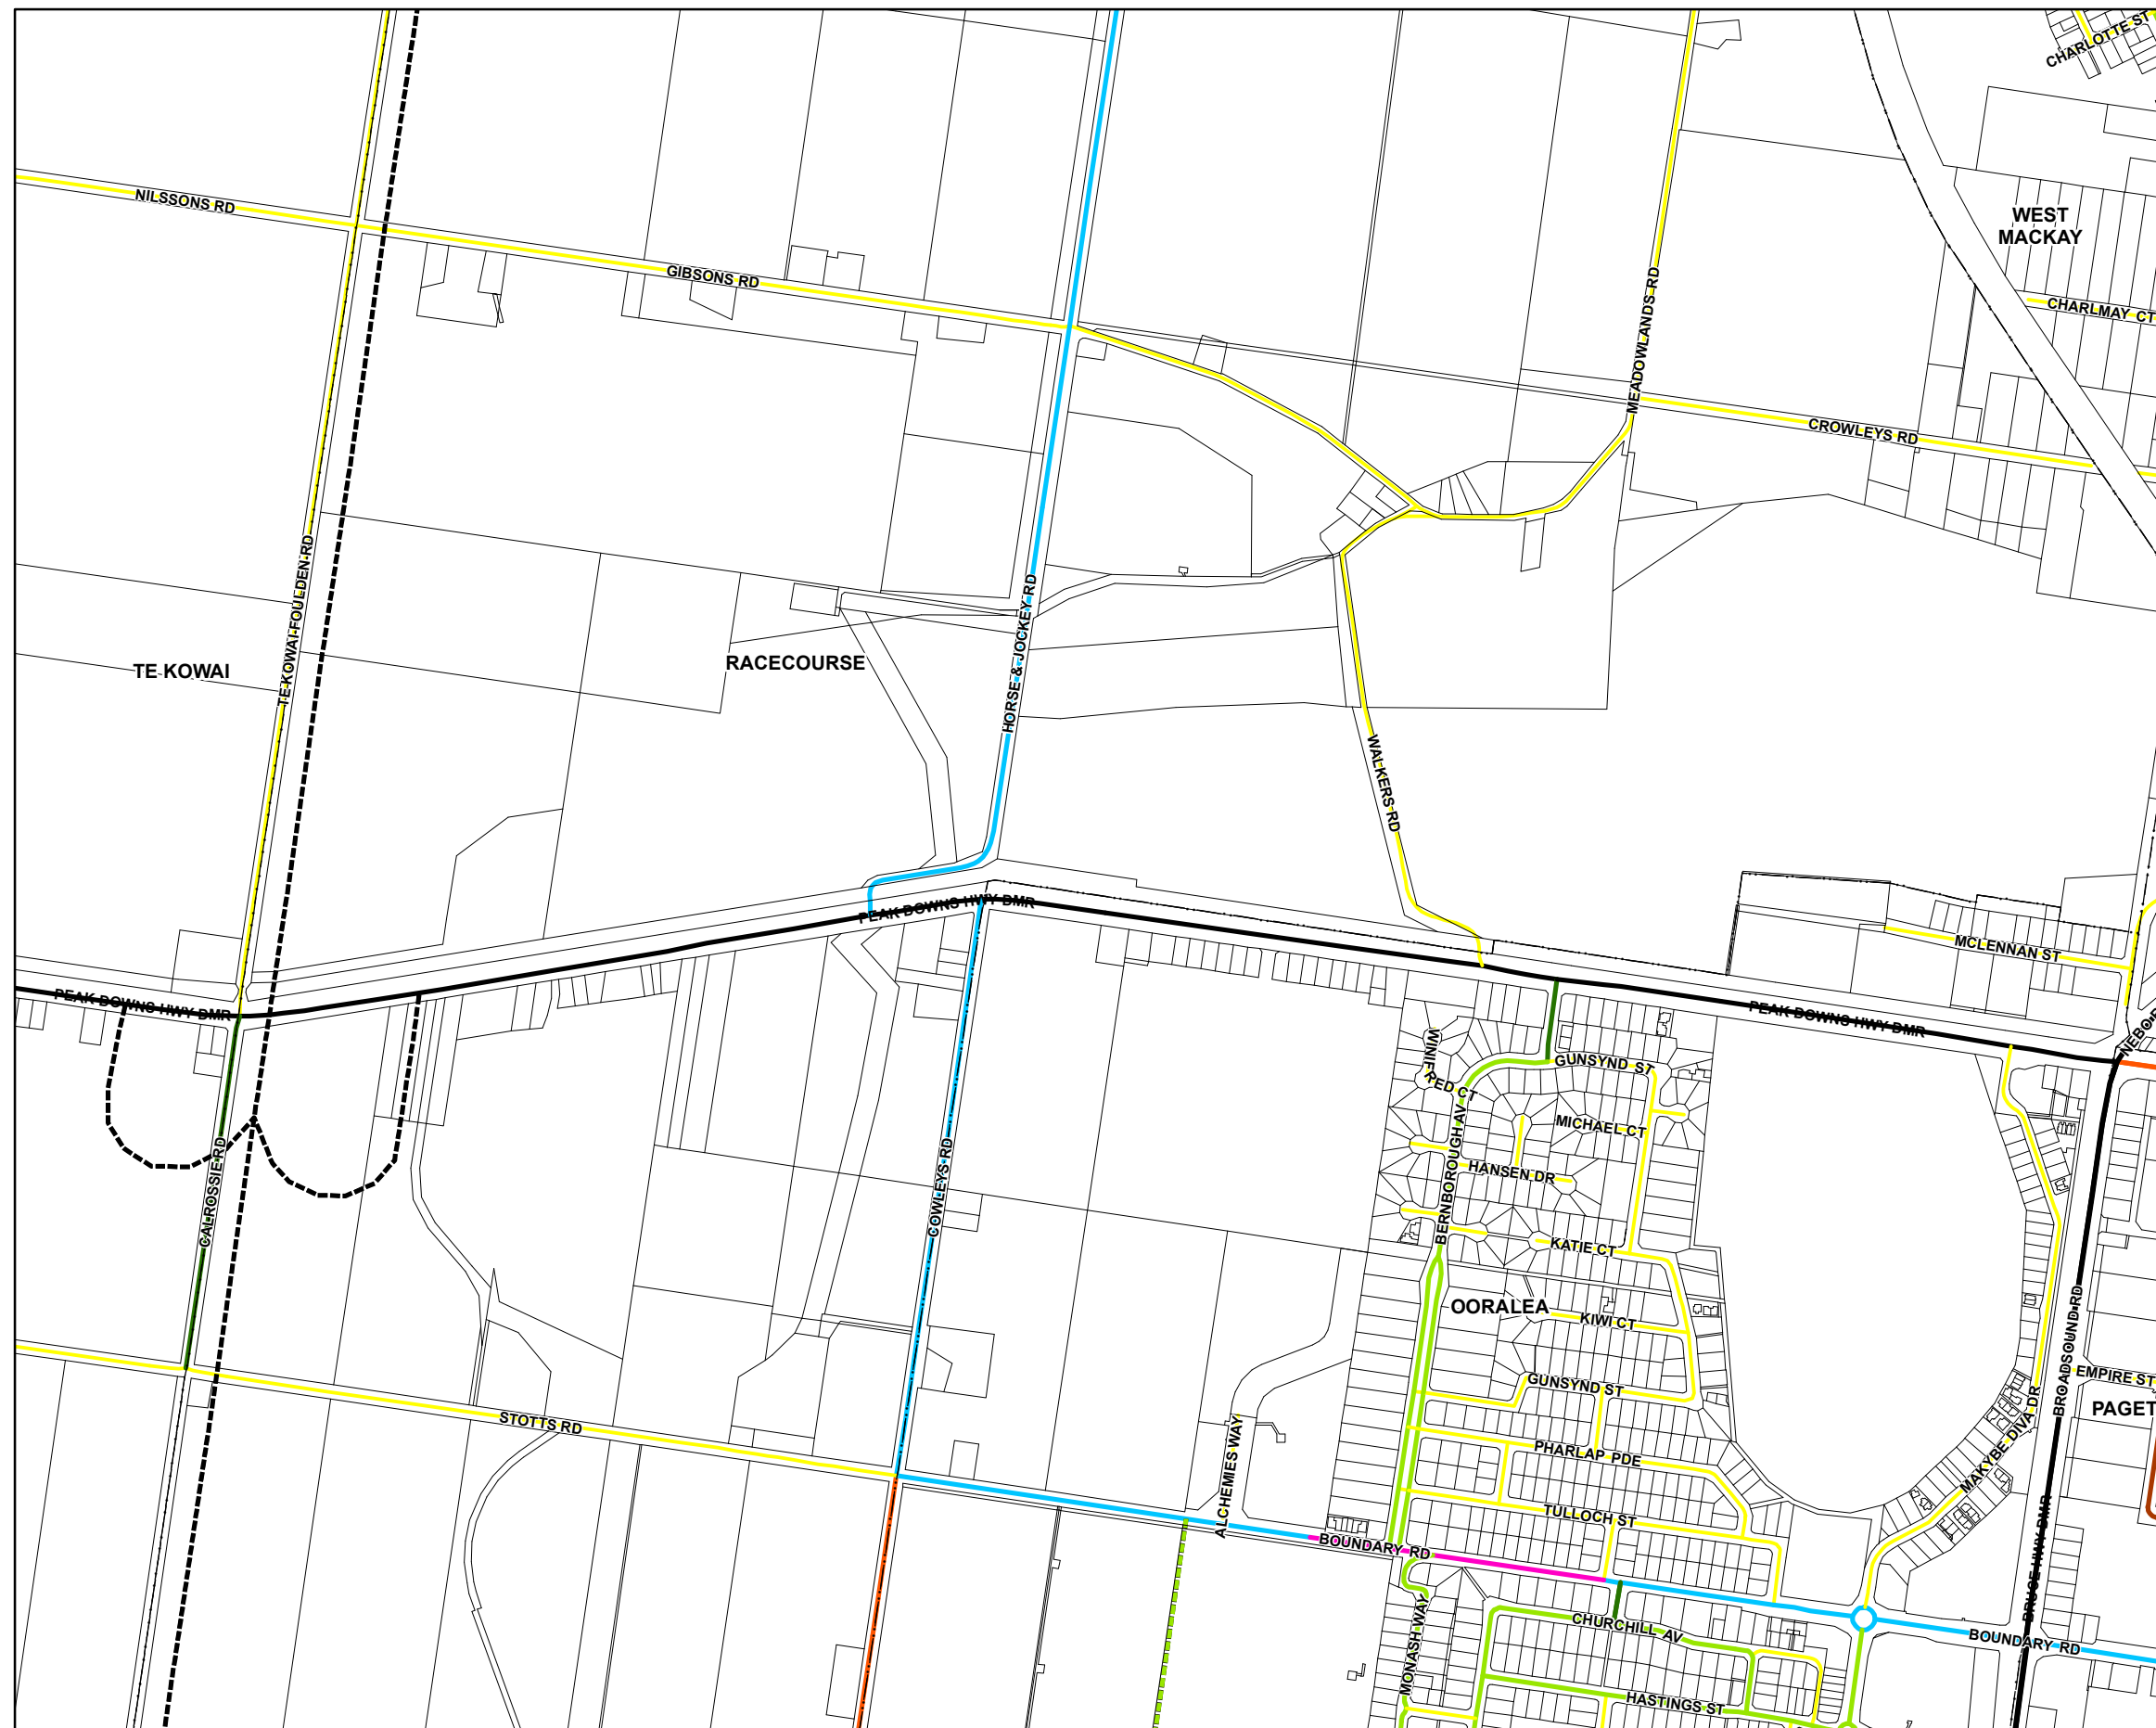 CHARLOTTE ST
NILSSONS RD
WEST
MACKAY
GIBSONS RD
CHARLMAY CT
MEADOWLANDS RD
CROWLEYS RD
TE KOWAI-FOULDEN RD
HORSE & JOCKEY RD
TE KOWAI
RACECOURSE
WALKERS RD
PEAK DOWNS HWY DMR
MCLENNAN ST
PEAK DOWNS HWY DMR
PEAK DOWNS HWY DMR
WINIFRED CT
GUNSYND ST
MICHAEL CT
BERNBOROUGH AV
HANSEN DR
CALROSSIE RD
COWLEYS RD
KATIE CT
OORALEA
KIWI CT
BROADSOUND RD
EMPIRE ST
GUNSYND ST
PAGET
STOTTS RD
MAKYBE DIVA DR
PHARLAP PDE
ALCHEMIES WAY
TULLOCH ST
BOUNDARY RD
BRUCE HWY DMR
CHURCHILL AV
BOUNDARY RD
MONASH WAY
HASTINGS ST